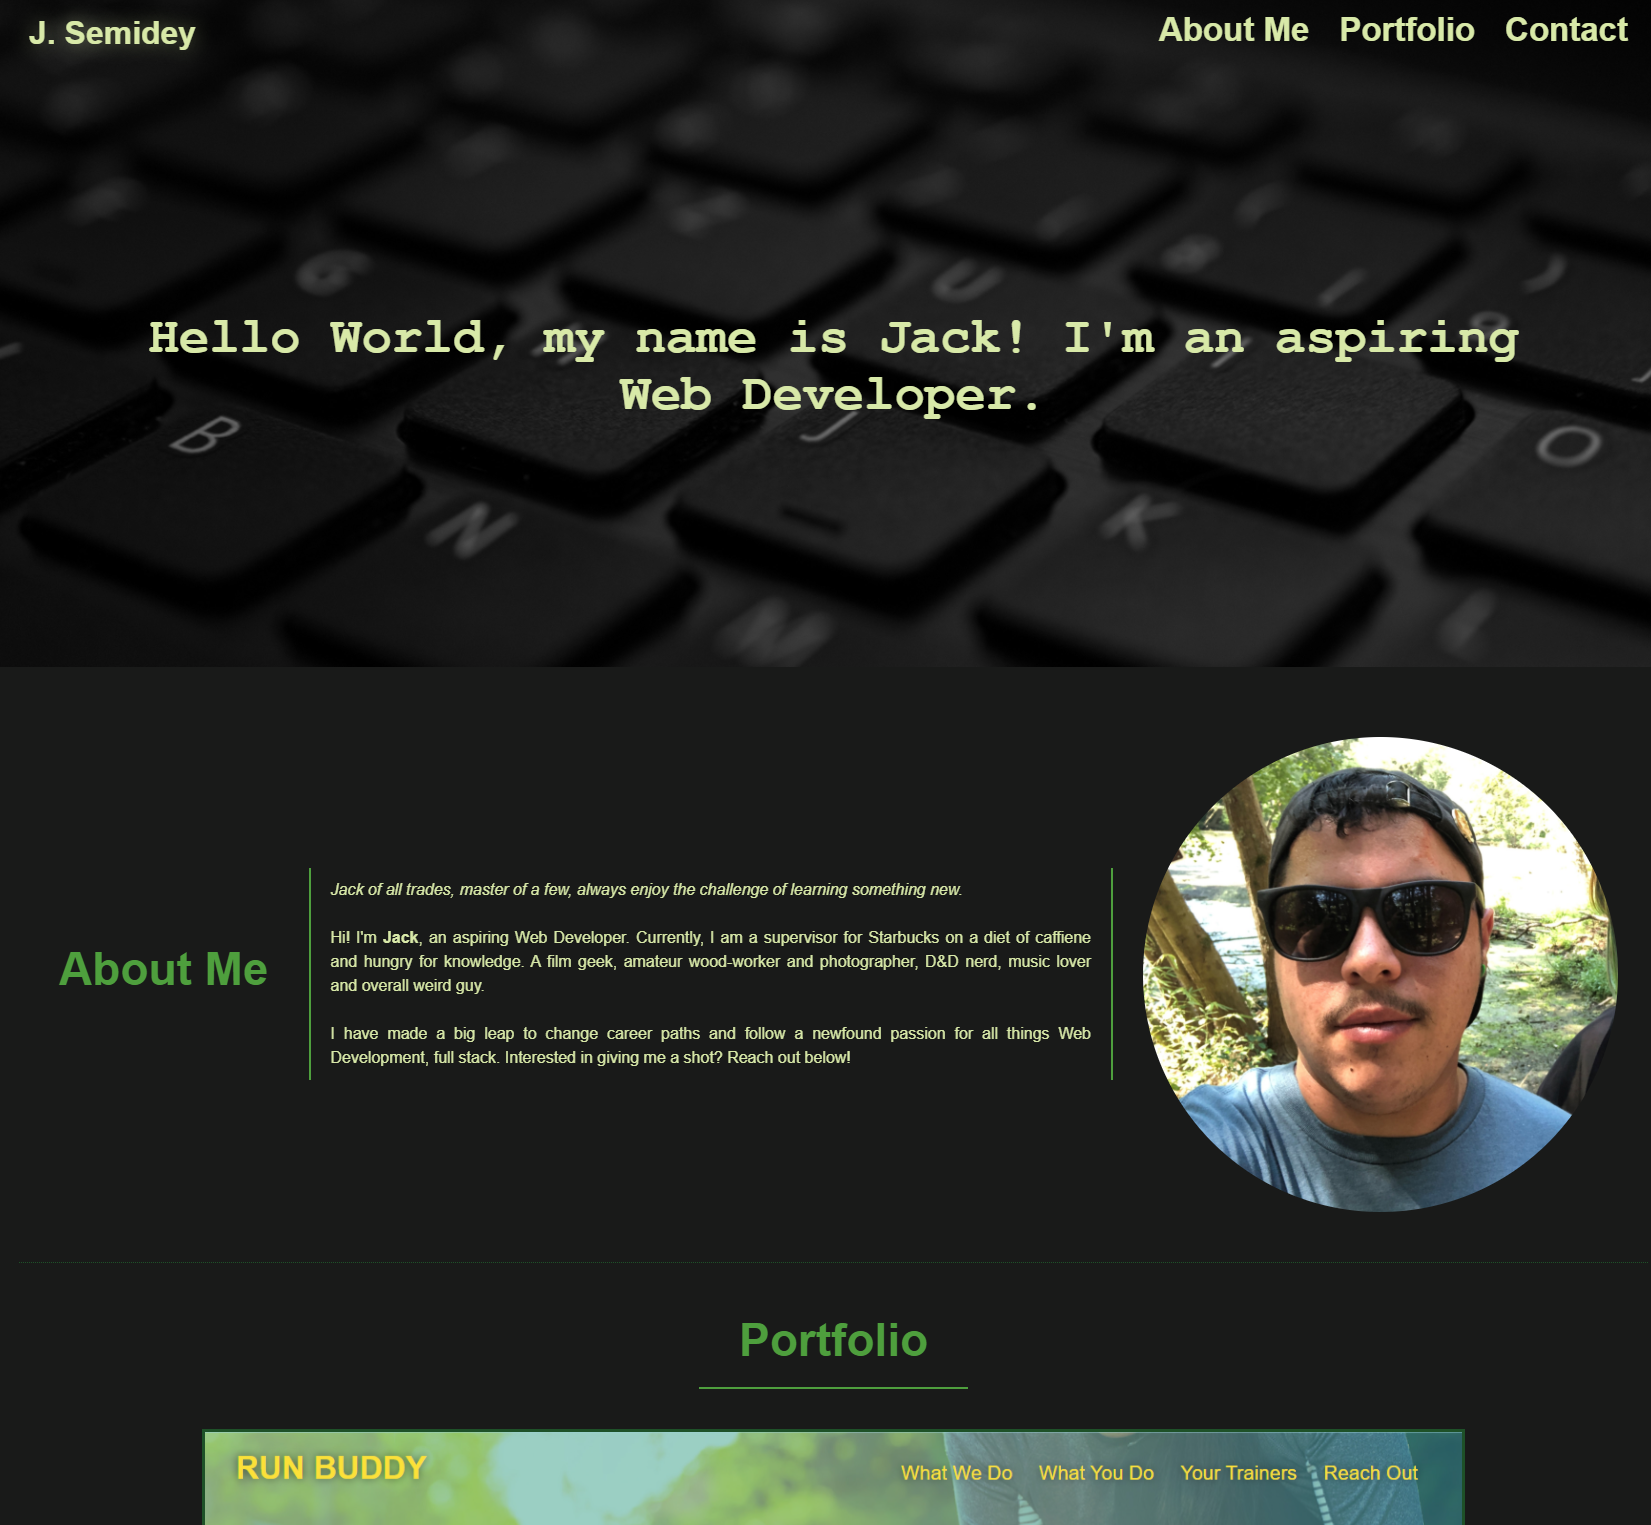 J. Semidey
About Me Portfolio Contact
Hello World, my name is Jack! I'm an aspiring
Web Developer.
G
U
8
I
B
J
O
N
K
M
About Me
Jack of all trades, master of a few, always enjoy the challenge of learning something new.
Hi! I'm Jack, an aspiring Web Developer. Currently, I am a supervisor for Starbucks on a diet of caffiene
and hungry for knowledge. A film geek, amateur wood-worker and photographer, D&D nerd, music lover
and overall weird guy.
I have made a big leap to change career paths and follow a newfound passion for all things Web
Development, full stack. Interested in giving me a shot? Reach out below!
Portfolio
RUN BUDDY
What We Do What You Do Your Trainers Reach Out